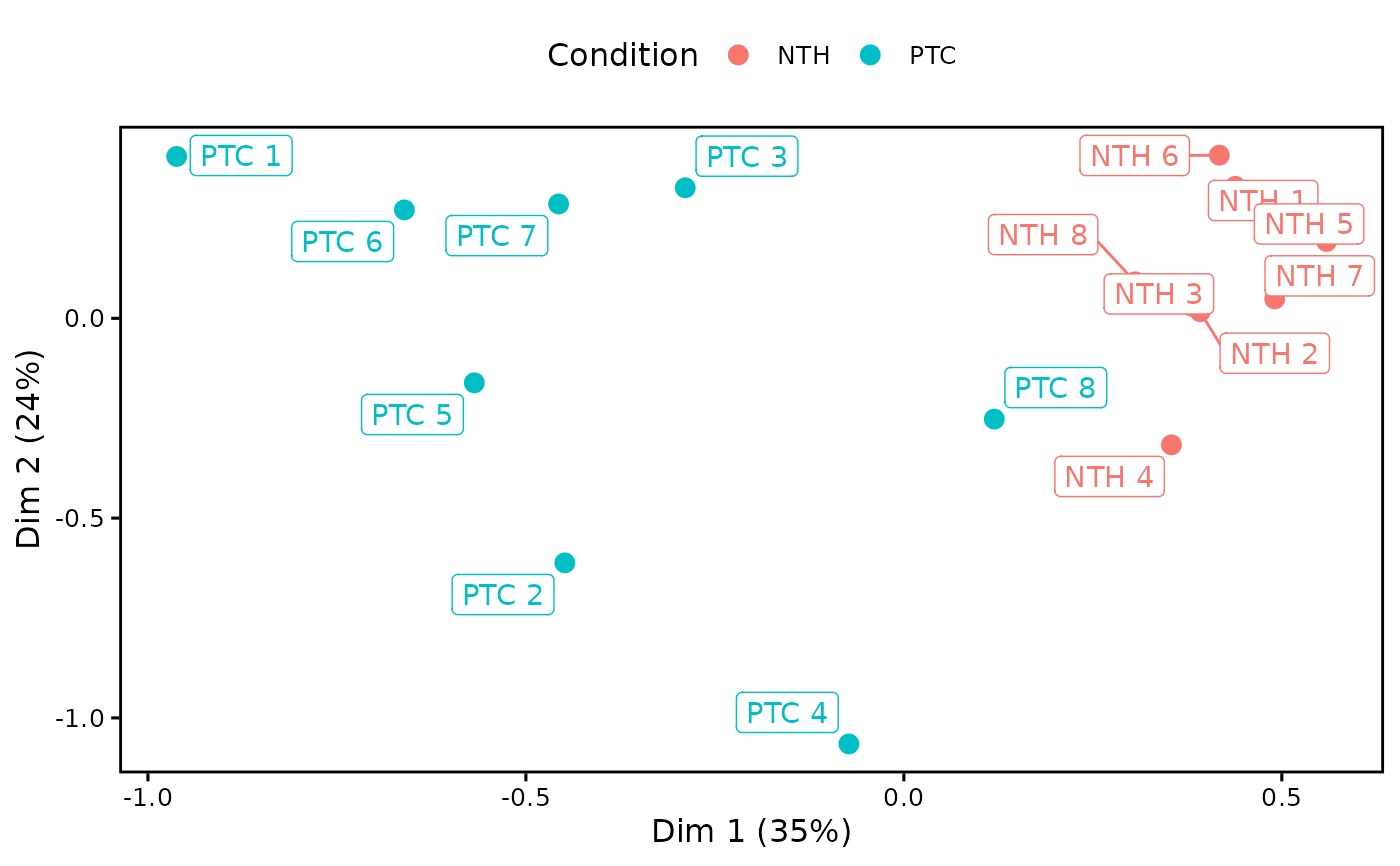 Condition NTH PTC
PTC 1
PTC 3
NTH 6
NTH 1
NTH 5
PTC 6
PTC 7
NTH 8
NTH 7
NTH 3
NTH 2
PTC 8
PTC 5
NTH 4
PTC 2
PTC 4
0.0
-0.5
-1.0
Dim 2 (24%)
-1.0 -0.5 0.0 0.5
Dim 1 (35%)